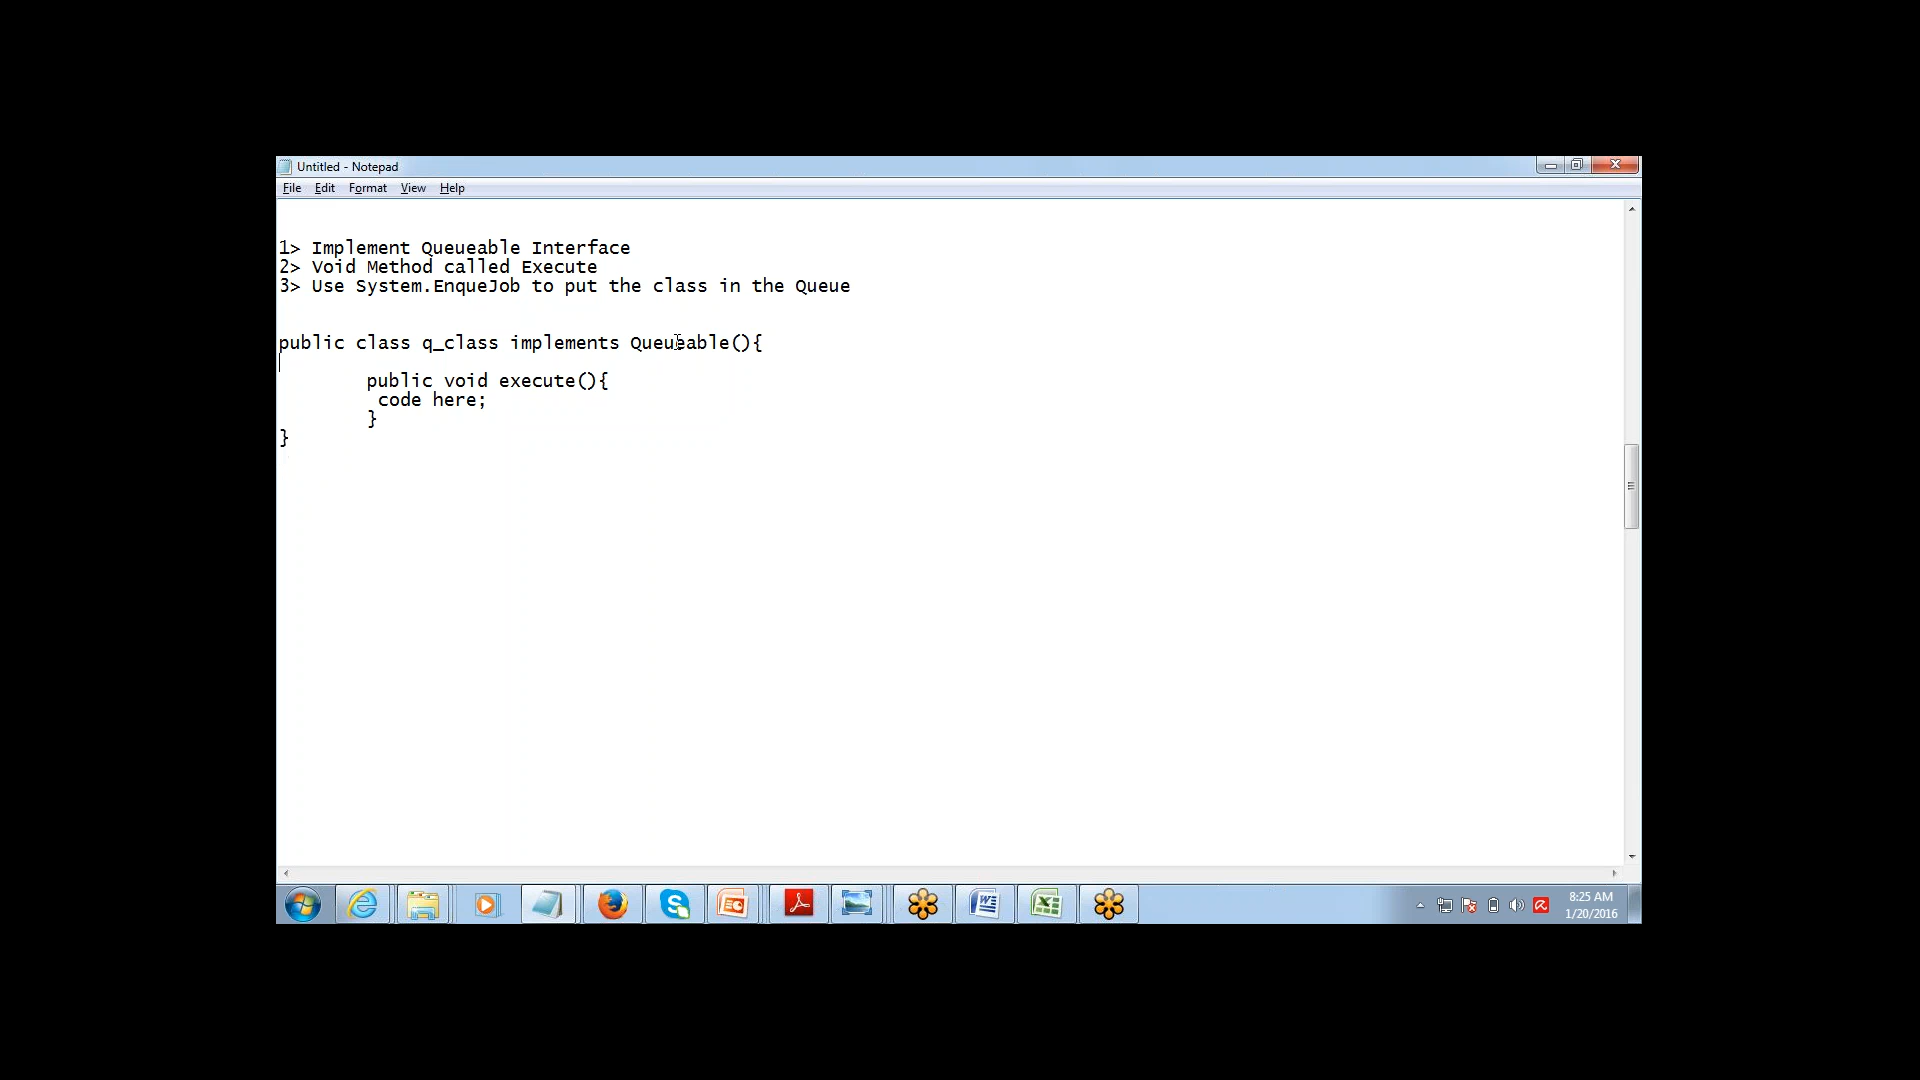 Untitled - Notepad
File Edit Format View Help
1> Implement Queueable Interface
2> Void Method called Execute
3> Use System.EnqueJob to put the class in the Queue
public class q_class implements Queueable(){
public void execute(){
code here;
}
}
8:25 AM
1/20/2016